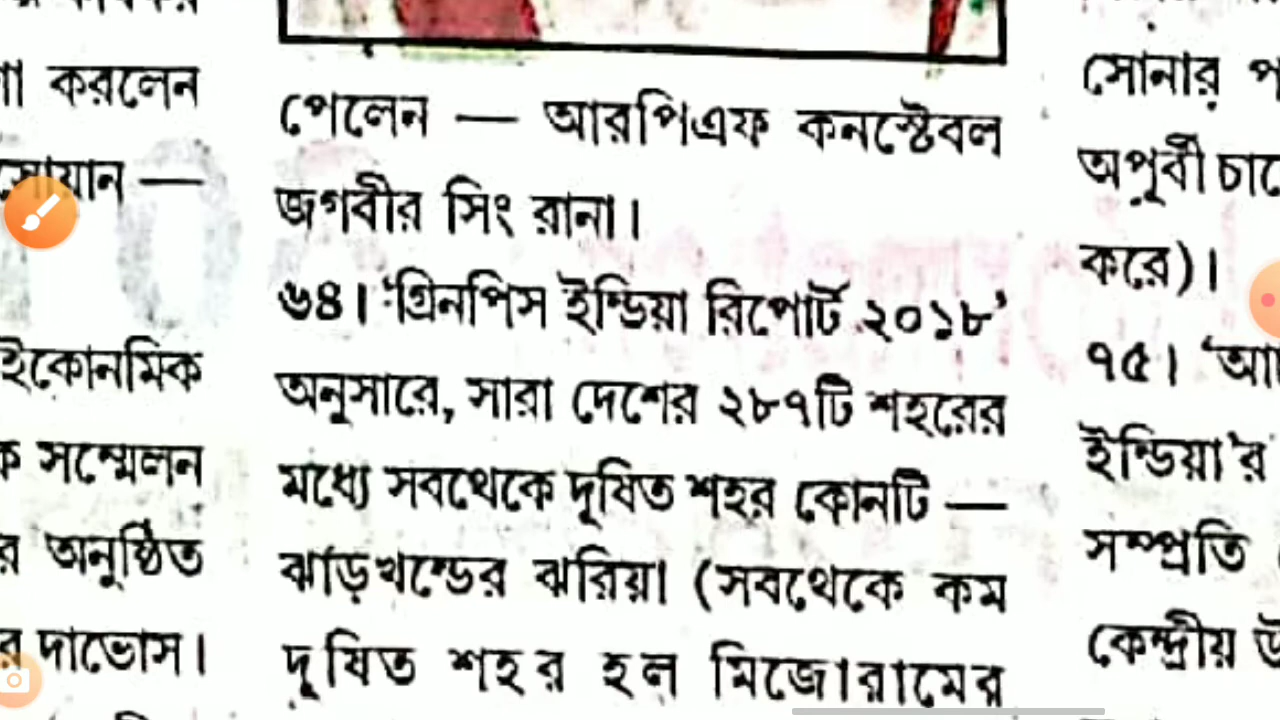 করলেন
সোয়ান —
ইকোনমিক
সম্মেলন
অনুষ্ঠিত
দাভোস।
পেলেন — আরপিএফ কনস্টেবল
জগবীর সিং রানা।
৬৪। 'গ্রিনপিস ইন্ডিয়া রিপোর্ট ২০১৮'
অনুসারে, সারা দেশের ২৮৭টি শহরের
মধ্যে সবথেকে দূষিত শহর কোনটি —
ঝাড়খন্ডের ঝরিয়া (সবথেকে কম
দূষিত শহর হল মিজোরামের
সোনার
অপুর্বী
করে)।
৭৫।
ইন্ডিয়া'র
সম্প্রতি
কেন্দ্রীয়